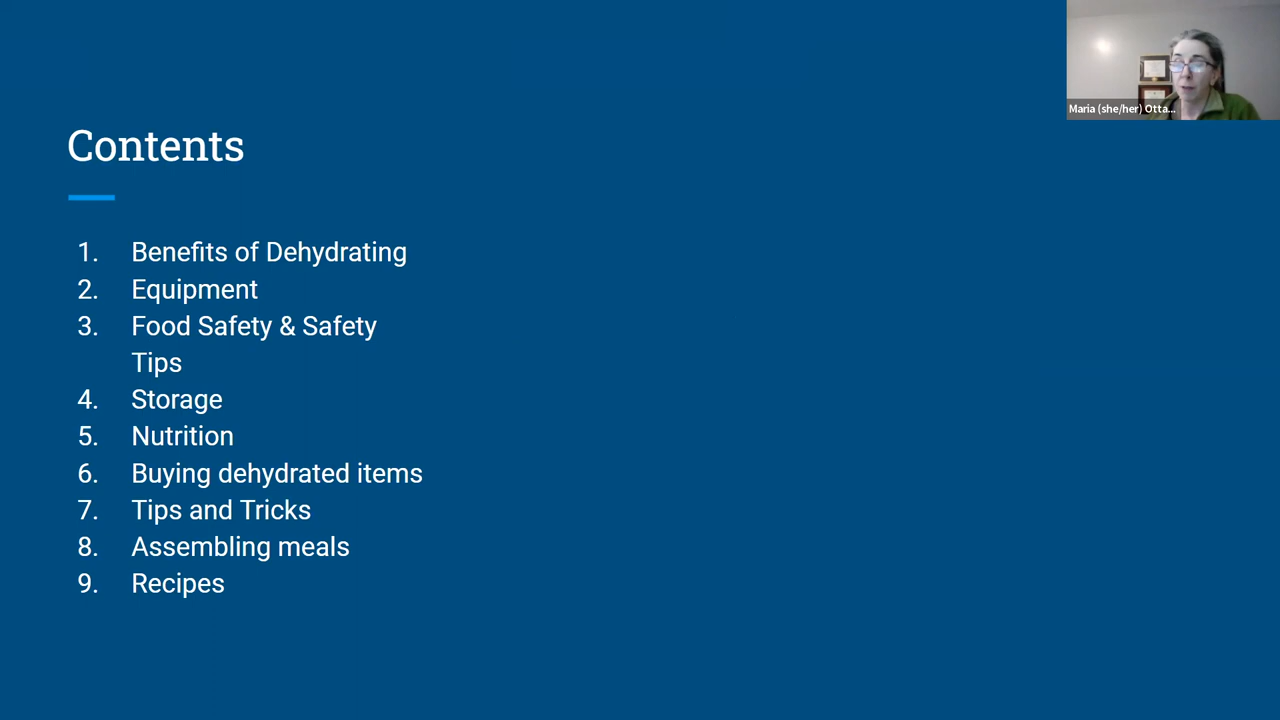 Contents
1. Benefits of Dehydrating
2. Equipment
3. Food Safety & Safety
Tips
4. Storage
5. Nutrition
6. Buying dehydrated items
7. Tips and Tricks
8. Assembling meals
9. Recipes
Maria (she/her) Otta...